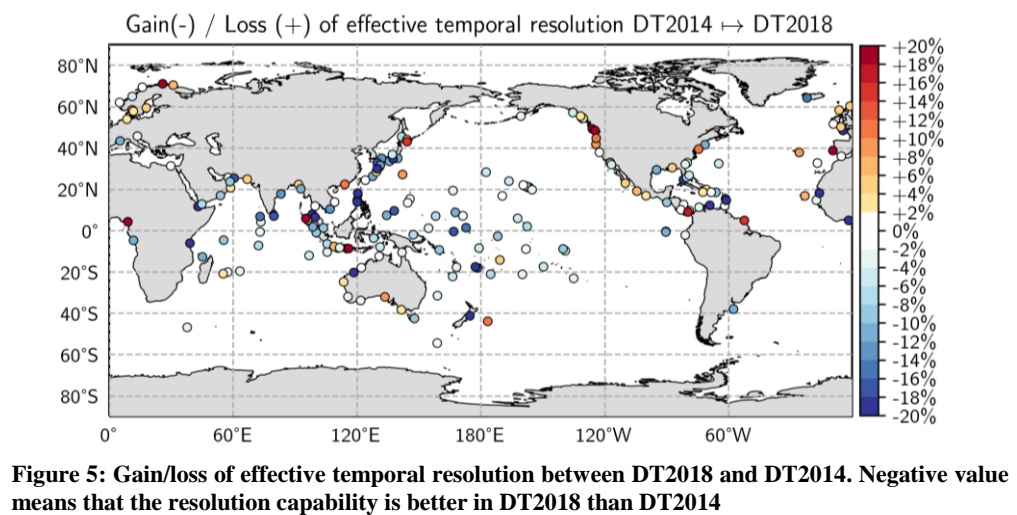 Gain(-) / Loss (+) of effective temporal resolution DT2014 ↦ DT2018
80°N
60°N
40°N
20°N
0°
20°S
40°S
60°S
80°S
0°
60°E
120°E
180°E
120°W
60°W
+20%
+18%
+16%
+14%
+12%
+10%
+8%
+6%
+4%
+2%
0%
-2%
-4%
-6%
-8%
-10%
-12%
-14%
-16%
-18%
-20%
Figure 5: Gain/loss of effective temporal resolution between DT2018 and DT2014. Negative value
means that the resolution capability is better in DT2018 than DT2014